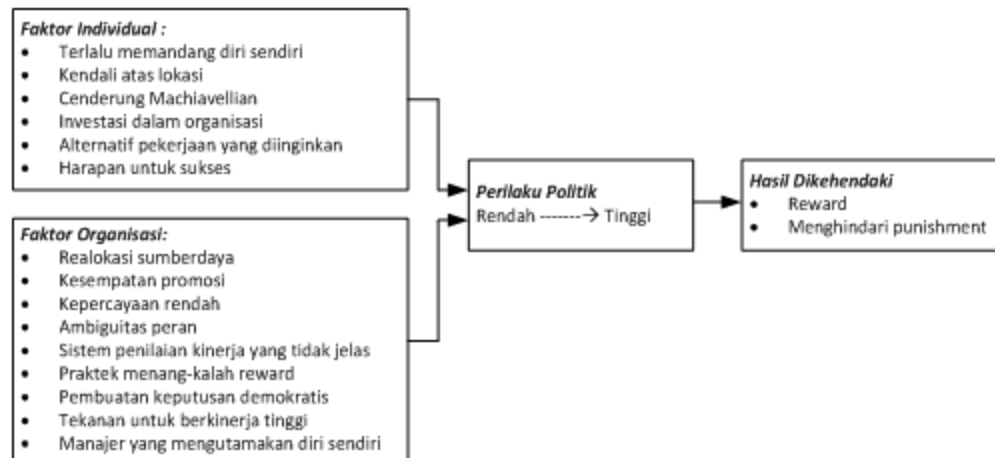 Faktor Individual :
• Terlalu memandang diri sendiri
• Kendali atas lokasi
• Cenderung Machiavellian
• Investasi dalam organisasi
• Alternatif pekerjaan yang diinginkan
• Harapan untuk sukses
Faktor Organisasi:
• Realokasi sumberdaya
• Kesempatan promosi
• Kepercayaan rendah
• Ambiguitas peran
• Sistem penilaian kinerja yang tidak jelas
• Praktek menang-kalah reward
• Pembuatan keputusan demokratis
• Tekanan untuk berkinerja tinggi
• Manajer yang mengutamakan diri sendiri
Perilaku Politik
Rendah -------→ Tinggi
Hasil Dikehendaki
• Reward
• Menghindari punishment